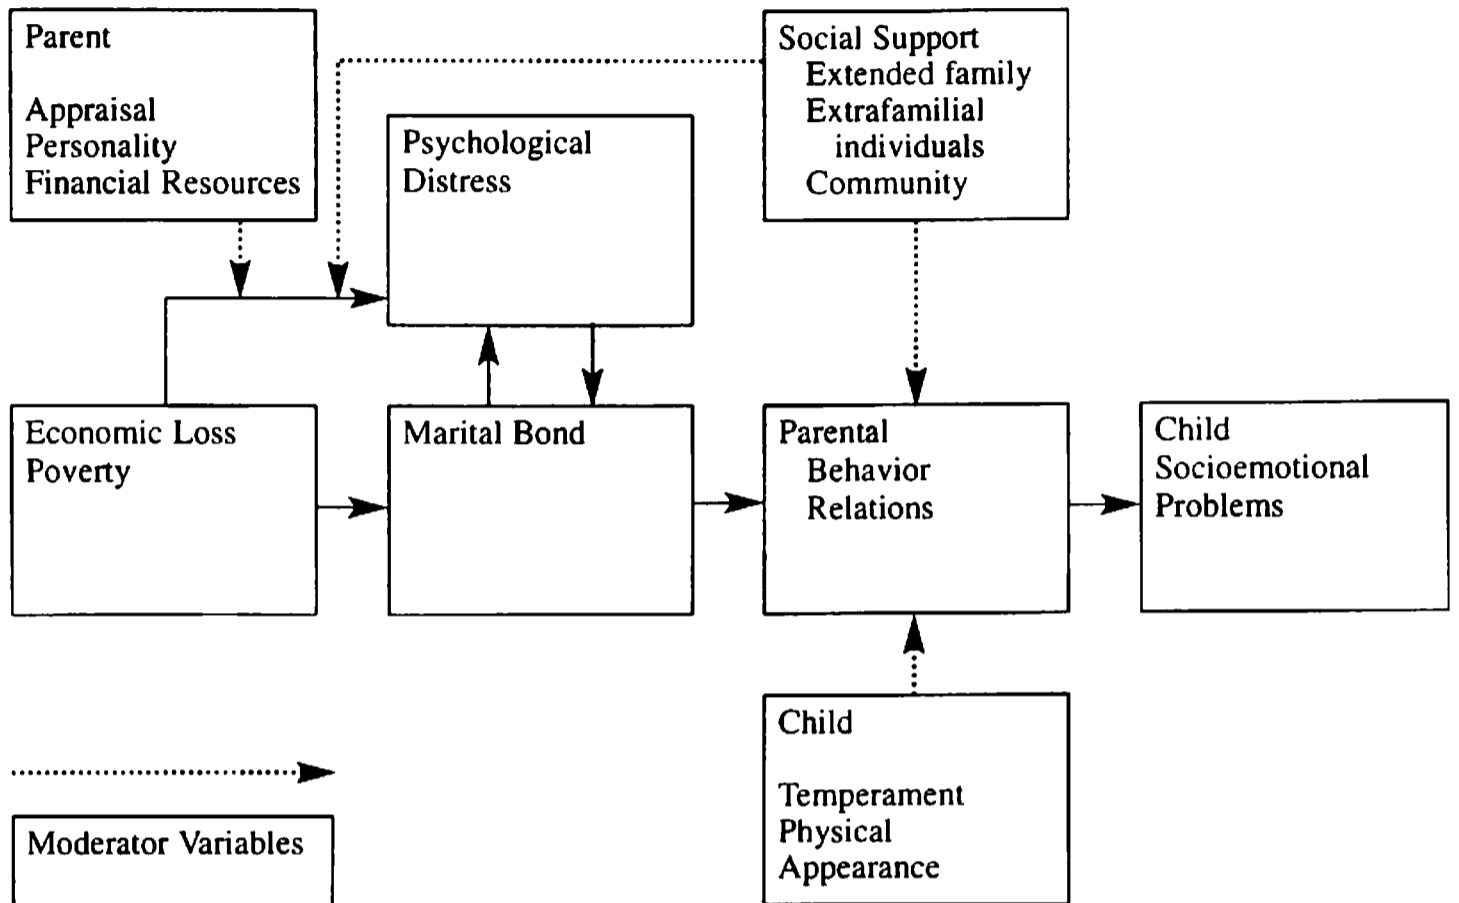 Parent
Appraisal
Personality
Financial Resources
Social Support
Extended family
Extrafamilial
individuals
Community
Psychological
Distress
Economic Loss
Poverty
Marital Bond
Parental
Behavior
Relations
Child
Socioemotional
Problems
Child
Temperament
Physical
Appearance
Moderator Variables